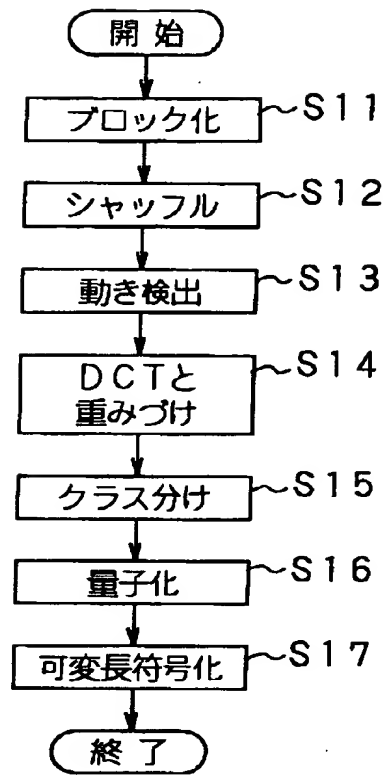 開始
ブロック化 S11
シャッフル S12
動き検出 S13
DCTと S14
重みづけ
クラス分け S15
量子化 S16
可変長符号化 S17
終了